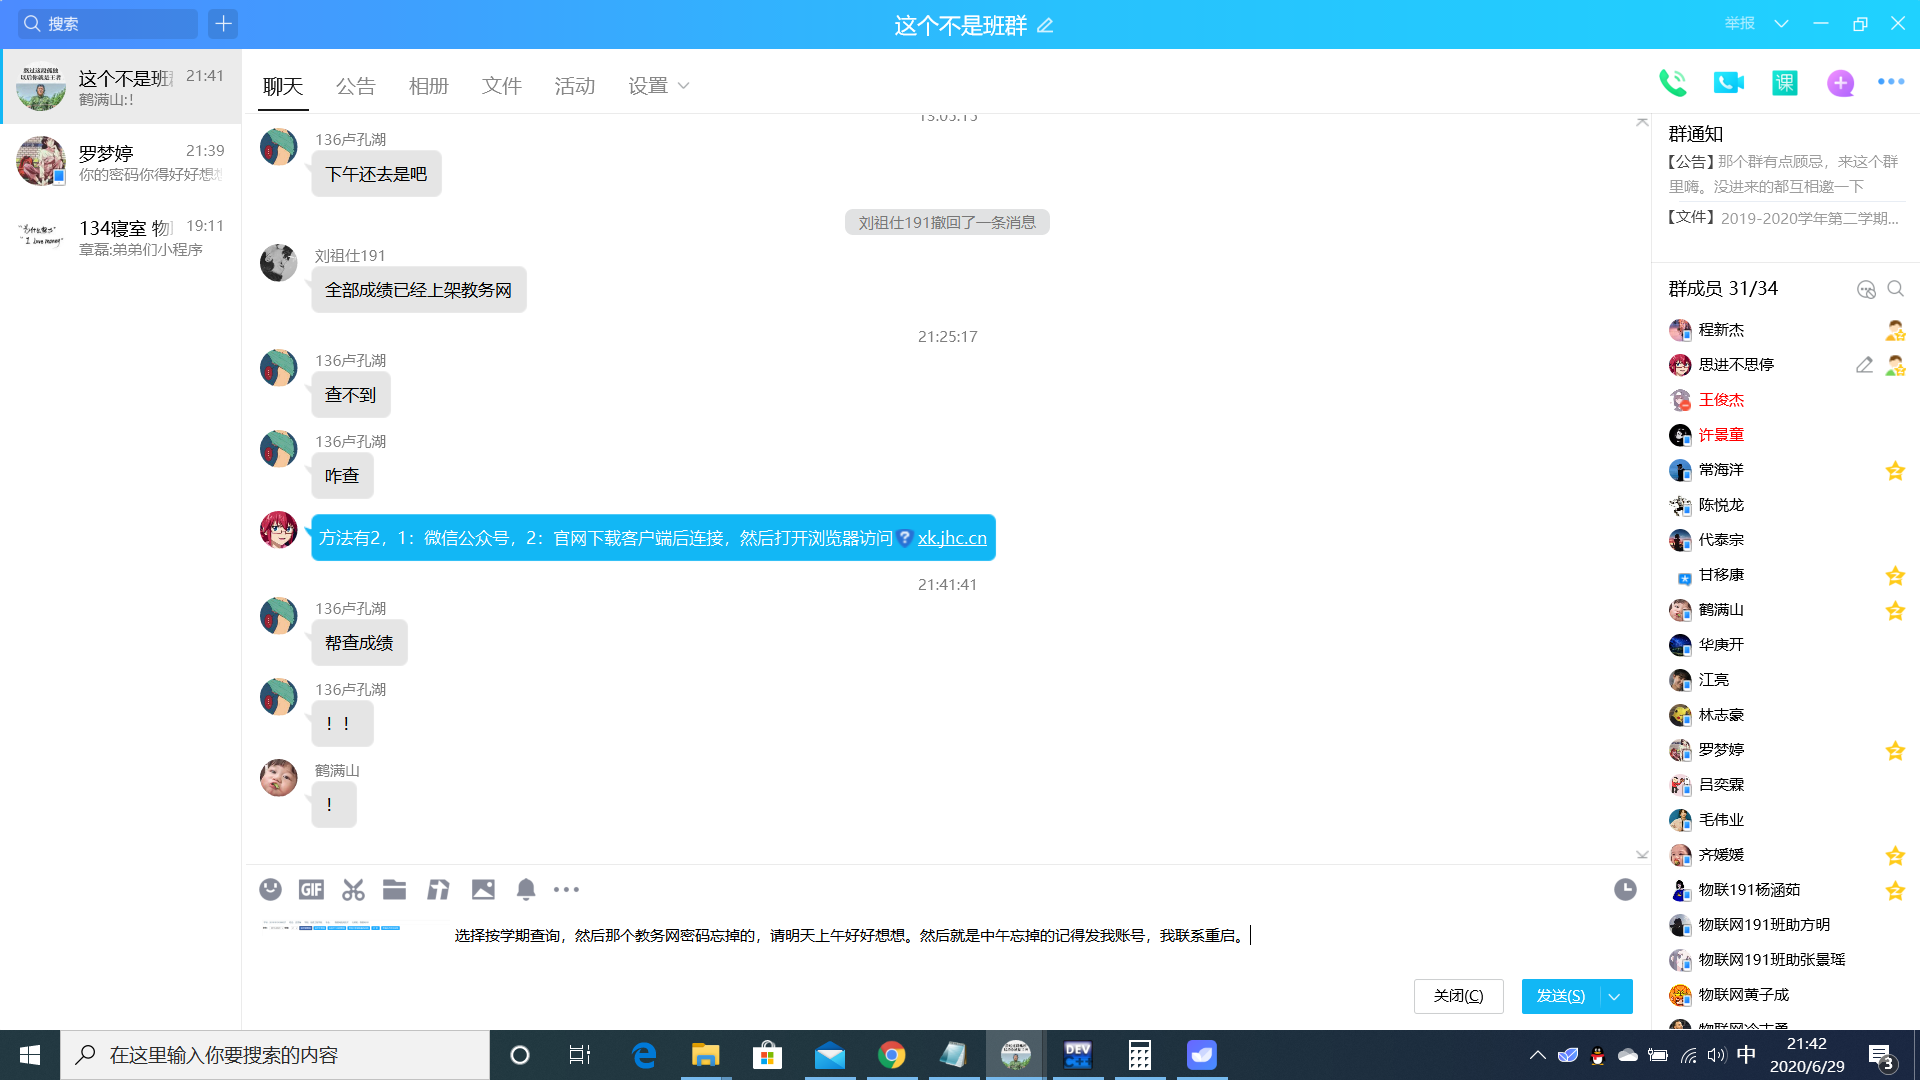 搜索
这个不是班群
举报
这个不是班
21:41
鹤满山:!
罗梦婷
21:39
你的密码你得好好想
134寝室 物
19:11
章磊:弟弟们小程序
聊天
公告
相册
文件
活动
设置
课
136卢孔湖
下午还去是吧
刘祖仕191撤回了一条消息
刘祖仕191
全部成绩已经上架教务网
21:25:17
136卢孔湖
查不到
136卢孔湖
咋查
方法有2，1：微信公众号，2：官网下载客户端后连接，然后打开浏览器访问 xk.jhc.cn
21:41:41
136卢孔湖
帮查成绩
136卢孔湖
！！
鹤满山
！
GIF
选择按学期查询，然后那个教务网密码忘掉的，请明天上午好好想想。然后就是中午忘掉的记得发我账号，我联系重启。
关闭(C)
发送(S)
群通知
【公告】那个群有点顾忌，来这个群
里嗨。没进来的都互相邀一下
【文件】2019-2020学年第二学期...
群成员 31/34
程新杰
思进不思停
王俊杰
许景童
常海洋
陈悦龙
代泰宗
甘移康
鹤满山
华庚开
江亮
林志豪
罗梦婷
吕奕霖
毛伟业
齐媛媛
物联191杨涵茹
物联网191班助方明
物联网191班助张景瑶
物联网黄子成
在这里输入你要搜索的内容
DEV
C++
中
21:42
2020/6/29
3